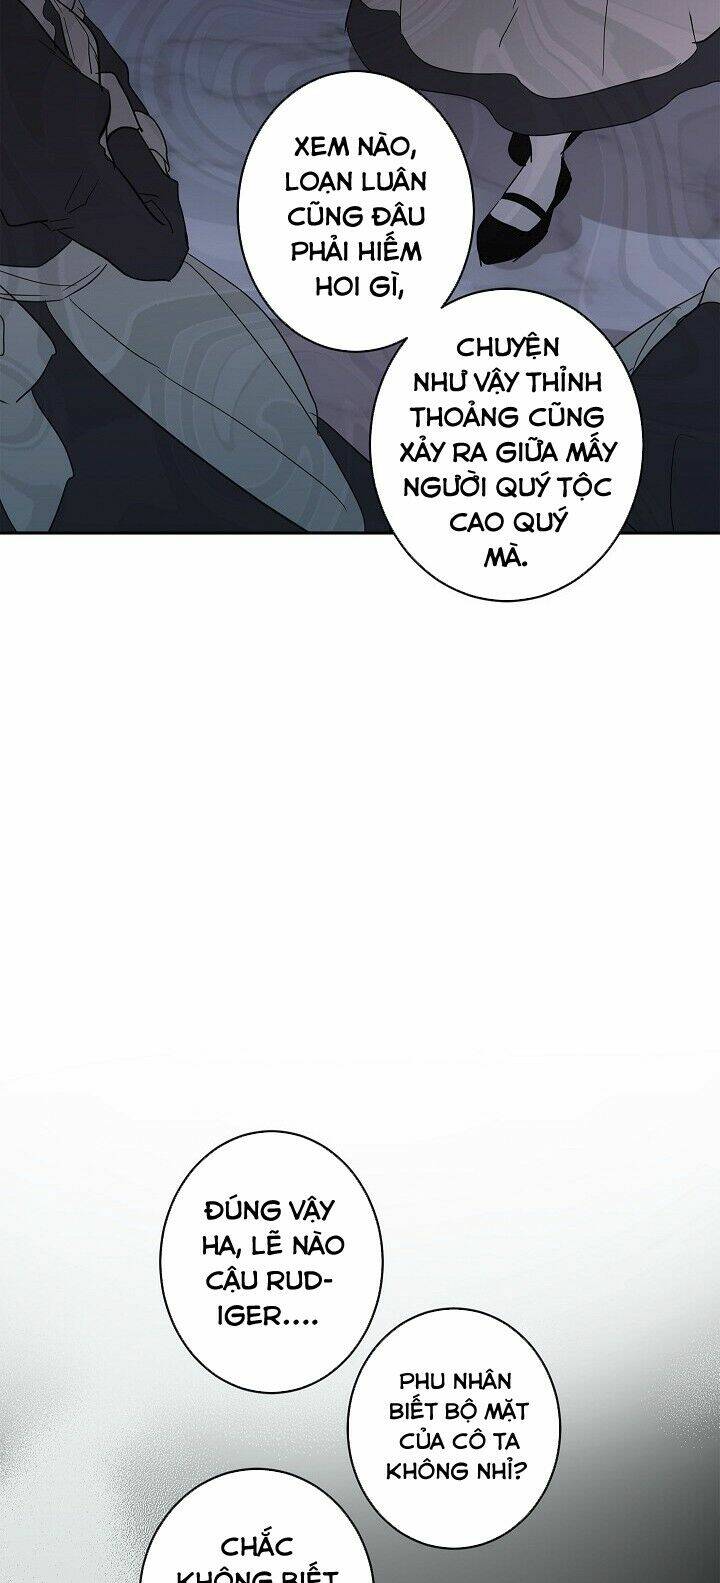 XEM NÀO,
LOẠN LUÂN
CŨNG ĐÂU
PHẢI HIẾM
HOI GÌ,
CHUYỆN
NHƯ VẬY THỈNH
THOẢNG CŨNG
XẢY RA GIỮA MẤY
NGƯỜI QUÝ TỘC
CAO QUÝ
MÀ.
ĐÚNG VẬY
HA, LẼ NÀO
CẬU RUD-
IGER....
PHU NHÂN
BIẾT BỘ MẶT
CỦA CÔ TA
KHÔNG NHỈ?
CHẮC
KHÔNG BIẾT